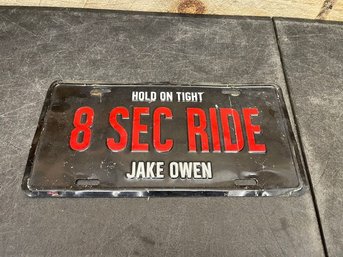 HOLD ON TIGHT
8 SEC RIDE
JAKE OWEN